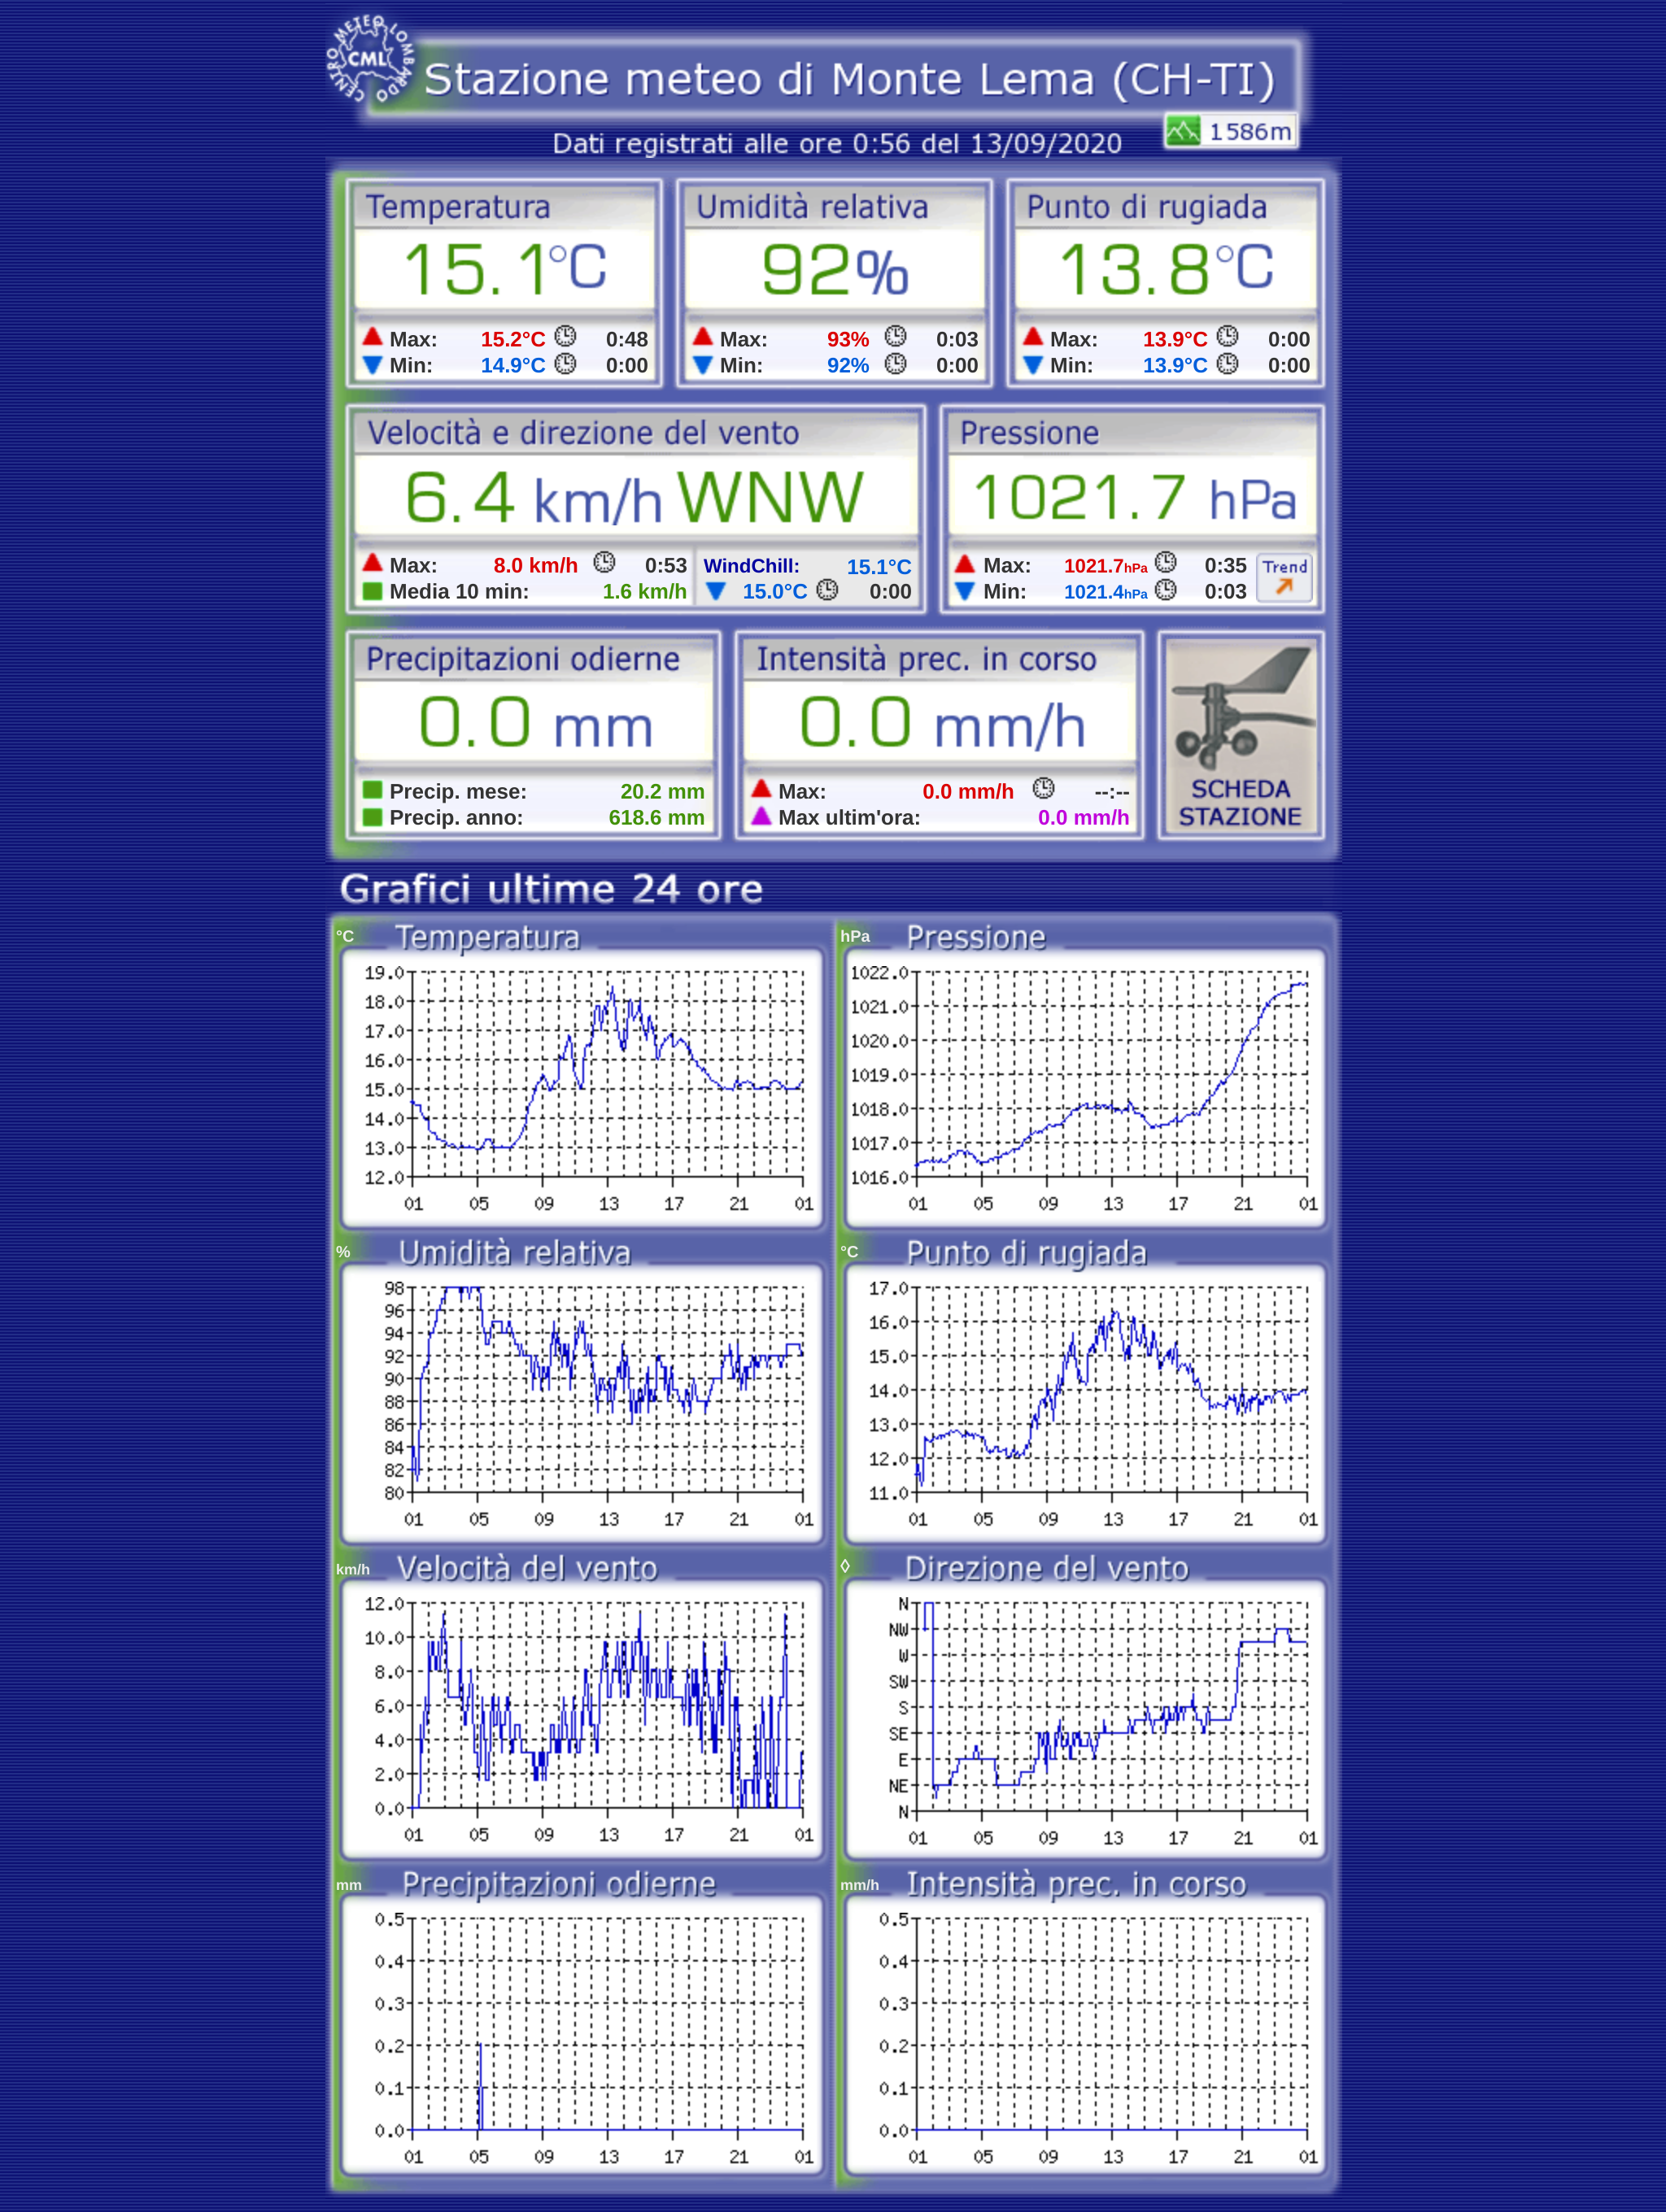 CENTRO METEO LOMBARDO
CML
Stazione meteo di Monte Lema (CH-TI)
1586m
Dati registrati alle ore 0:56 del 13/09/2020
Temperatura Umidità relativa Punto di rugiada
15.1°C 92% 13.8°C
Max: 15.2°C 0:48 Max: 93% 0:03 Max: 13.9°C 0:00
Min: 14.9°C 0:00 Min: 92% 0:00 Min: 13.9°C 0:00
Velocità e direzione del vento Pressione
6.4 km/h WNW 1021.7 hPa
Max: 8.0 km/h 0:53 WindChill: 15.1°C Max: 1021.7hPa 0:35 Trend
Media 10 min: 1.6 km/h 15.0°C 0:00 Min: 1021.4hPa 0:03
Precipitazioni odierne Intensità prec. in corso
0.0 mm 0.0 mm/h
Precip. mese: 20.2 mm Max: 0.0 mm/h --:-- SCHEDA
Precip. anno: 618.6 mm Max ultim'ora: 0.0 mm/h STAZIONE
Grafici ultime 24 ore
°C Temperatura hPa Pressione
19.0 1022.0
18.0 1021.0
17.0 1020.0
16.0 1019.0
15.0 1018.0
14.0 1017.0
13.0 1016.0
12.0
01 05 09 13 17 21 01 01 05 09 13 17 21 01
% Umidità relativa °C Punto di rugiada
98 17.0
96 16.0
94 15.0
92 14.0
90 13.0
88 12.0
86 11.0
84
82
80
01 05 09 13 17 21 01 01 05 09 13 17 21 01
km/h Velocità del vento ◊ Direzione del vento
12.0 N
10.0 NW
8.0 W
6.0 SW
4.0 S
2.0 SE
0.0 E
NE
N
01 05 09 13 17 21 01 01 05 09 13 17 21 01
mm Precipitazioni odierne mm/h Intensità prec. in corso
0.5 0.5
0.4 0.4
0.3 0.3
0.2 0.2
0.1 0.1
0.0 0.0
01 05 09 13 17 21 01 01 05 09 13 17 21 01